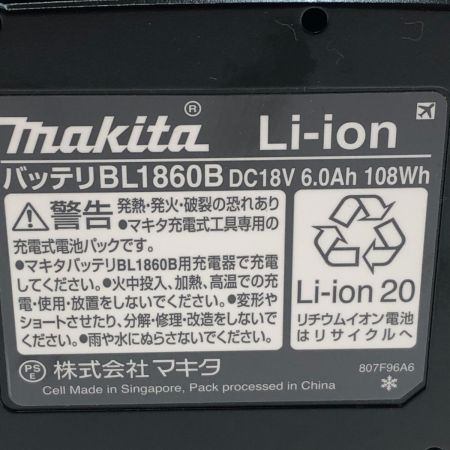 makita® Li-ion
バッテリBL1860B DC18V 6.0Ah 108Wh
警告 発熱・発火・破裂の恐れあり
●マキタ充電式工具専用の
充電式電池パックです。
●マキタバッテリBL1860B用充電器で充電
してください。●火中投入、加熱、高温での充
電・使用・放置をしないでください。●変形や
ショートさせたり、分解・修理・改造をしないで
ください。●雨や水にぬらさないでください。
Li-ion 20
リチウムイオン電池
はリサイクルへ
PS
E
株式会社 マキタ
807F96A6
Cell Made in Singapore, Pack processed in China